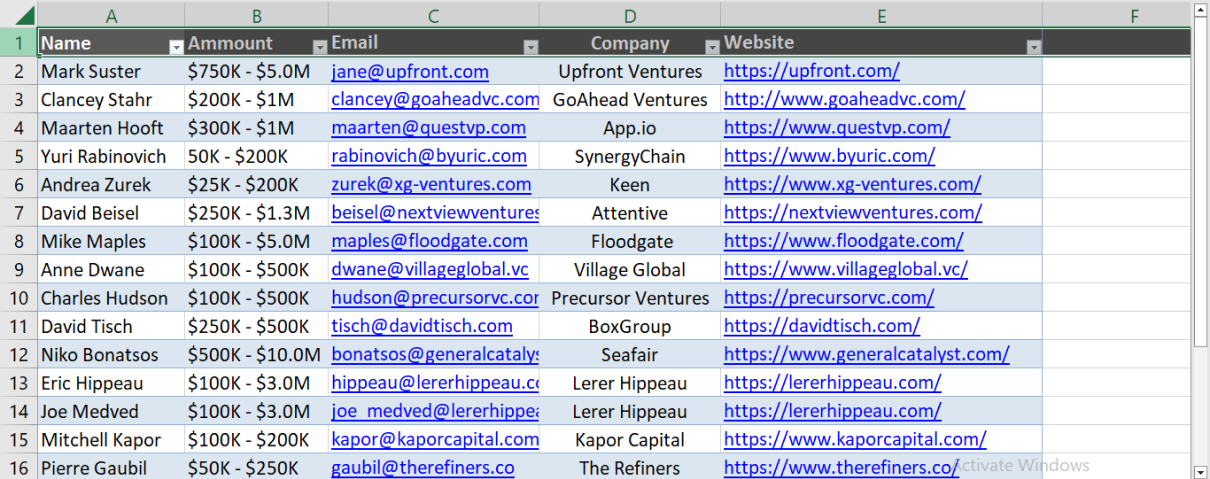 A B C D E F
1 Name Ammount Email Company Website
2 Mark Suster $750K - $5.0M jane@upfront.com Upfront Ventures https://upfront.com/
3 Clancey Stahr $200K - $1M clancey@goaheadvc.com GoAhead Ventures http://www.goaheadvc.com/
4 Maarten Hooft $300K - $1M maarten@questvp.com App.io https://www.questvp.com/
5 Yuri Rabinovich 50K - $200K rabinovich@byuric.com SynergyChain https://www.byuric.com/
6 Andrea Zurek $25K - $200K zurek@xg-ventures.com Keen https://www.xg-ventures.com/
7 David Beisel $250K - $1.3M beisel@nextviewventures Attentive https://nextviewventures.com/
8 Mike Maples $100K - $5.0M maples@floodgate.com Floodgate https://www.floodgate.com/
9 Anne Dwane $100K - $500K dwane@villageglobal.vc Village Global https://www.villageglobal.vc/
10 Charles Hudson $100K - $500K hudson@precursorvc.cor Precursor Ventures https://precursorvc.com/
11 David Tisch $250K - $500K tisch@davidtisch.com BoxGroup https://davidtisch.com/
12 Niko Bonatsos $500K - $10.0M bonatsos@generalcatalys Seafair https://www.generalcatalyst.com/
13 Eric Hippeau $100K - $3.0M hippeau@lererhippeau.co Lerer Hippeau https://lererhippeau.com/
14 Joe Medved $100K - $3.0M joe_medved@lererhippea Lerer Hippeau https://lererhippeau.com/
15 Mitchell Kapor $100K - $200K kapor@kaporcapital.com Kapor Capital https://www.kaporcapital.com/
16 Pierre Gaubil $50K - $250K gaubil@therefiners.co The Refiners https://www.therefiners.co/
Activate Windows